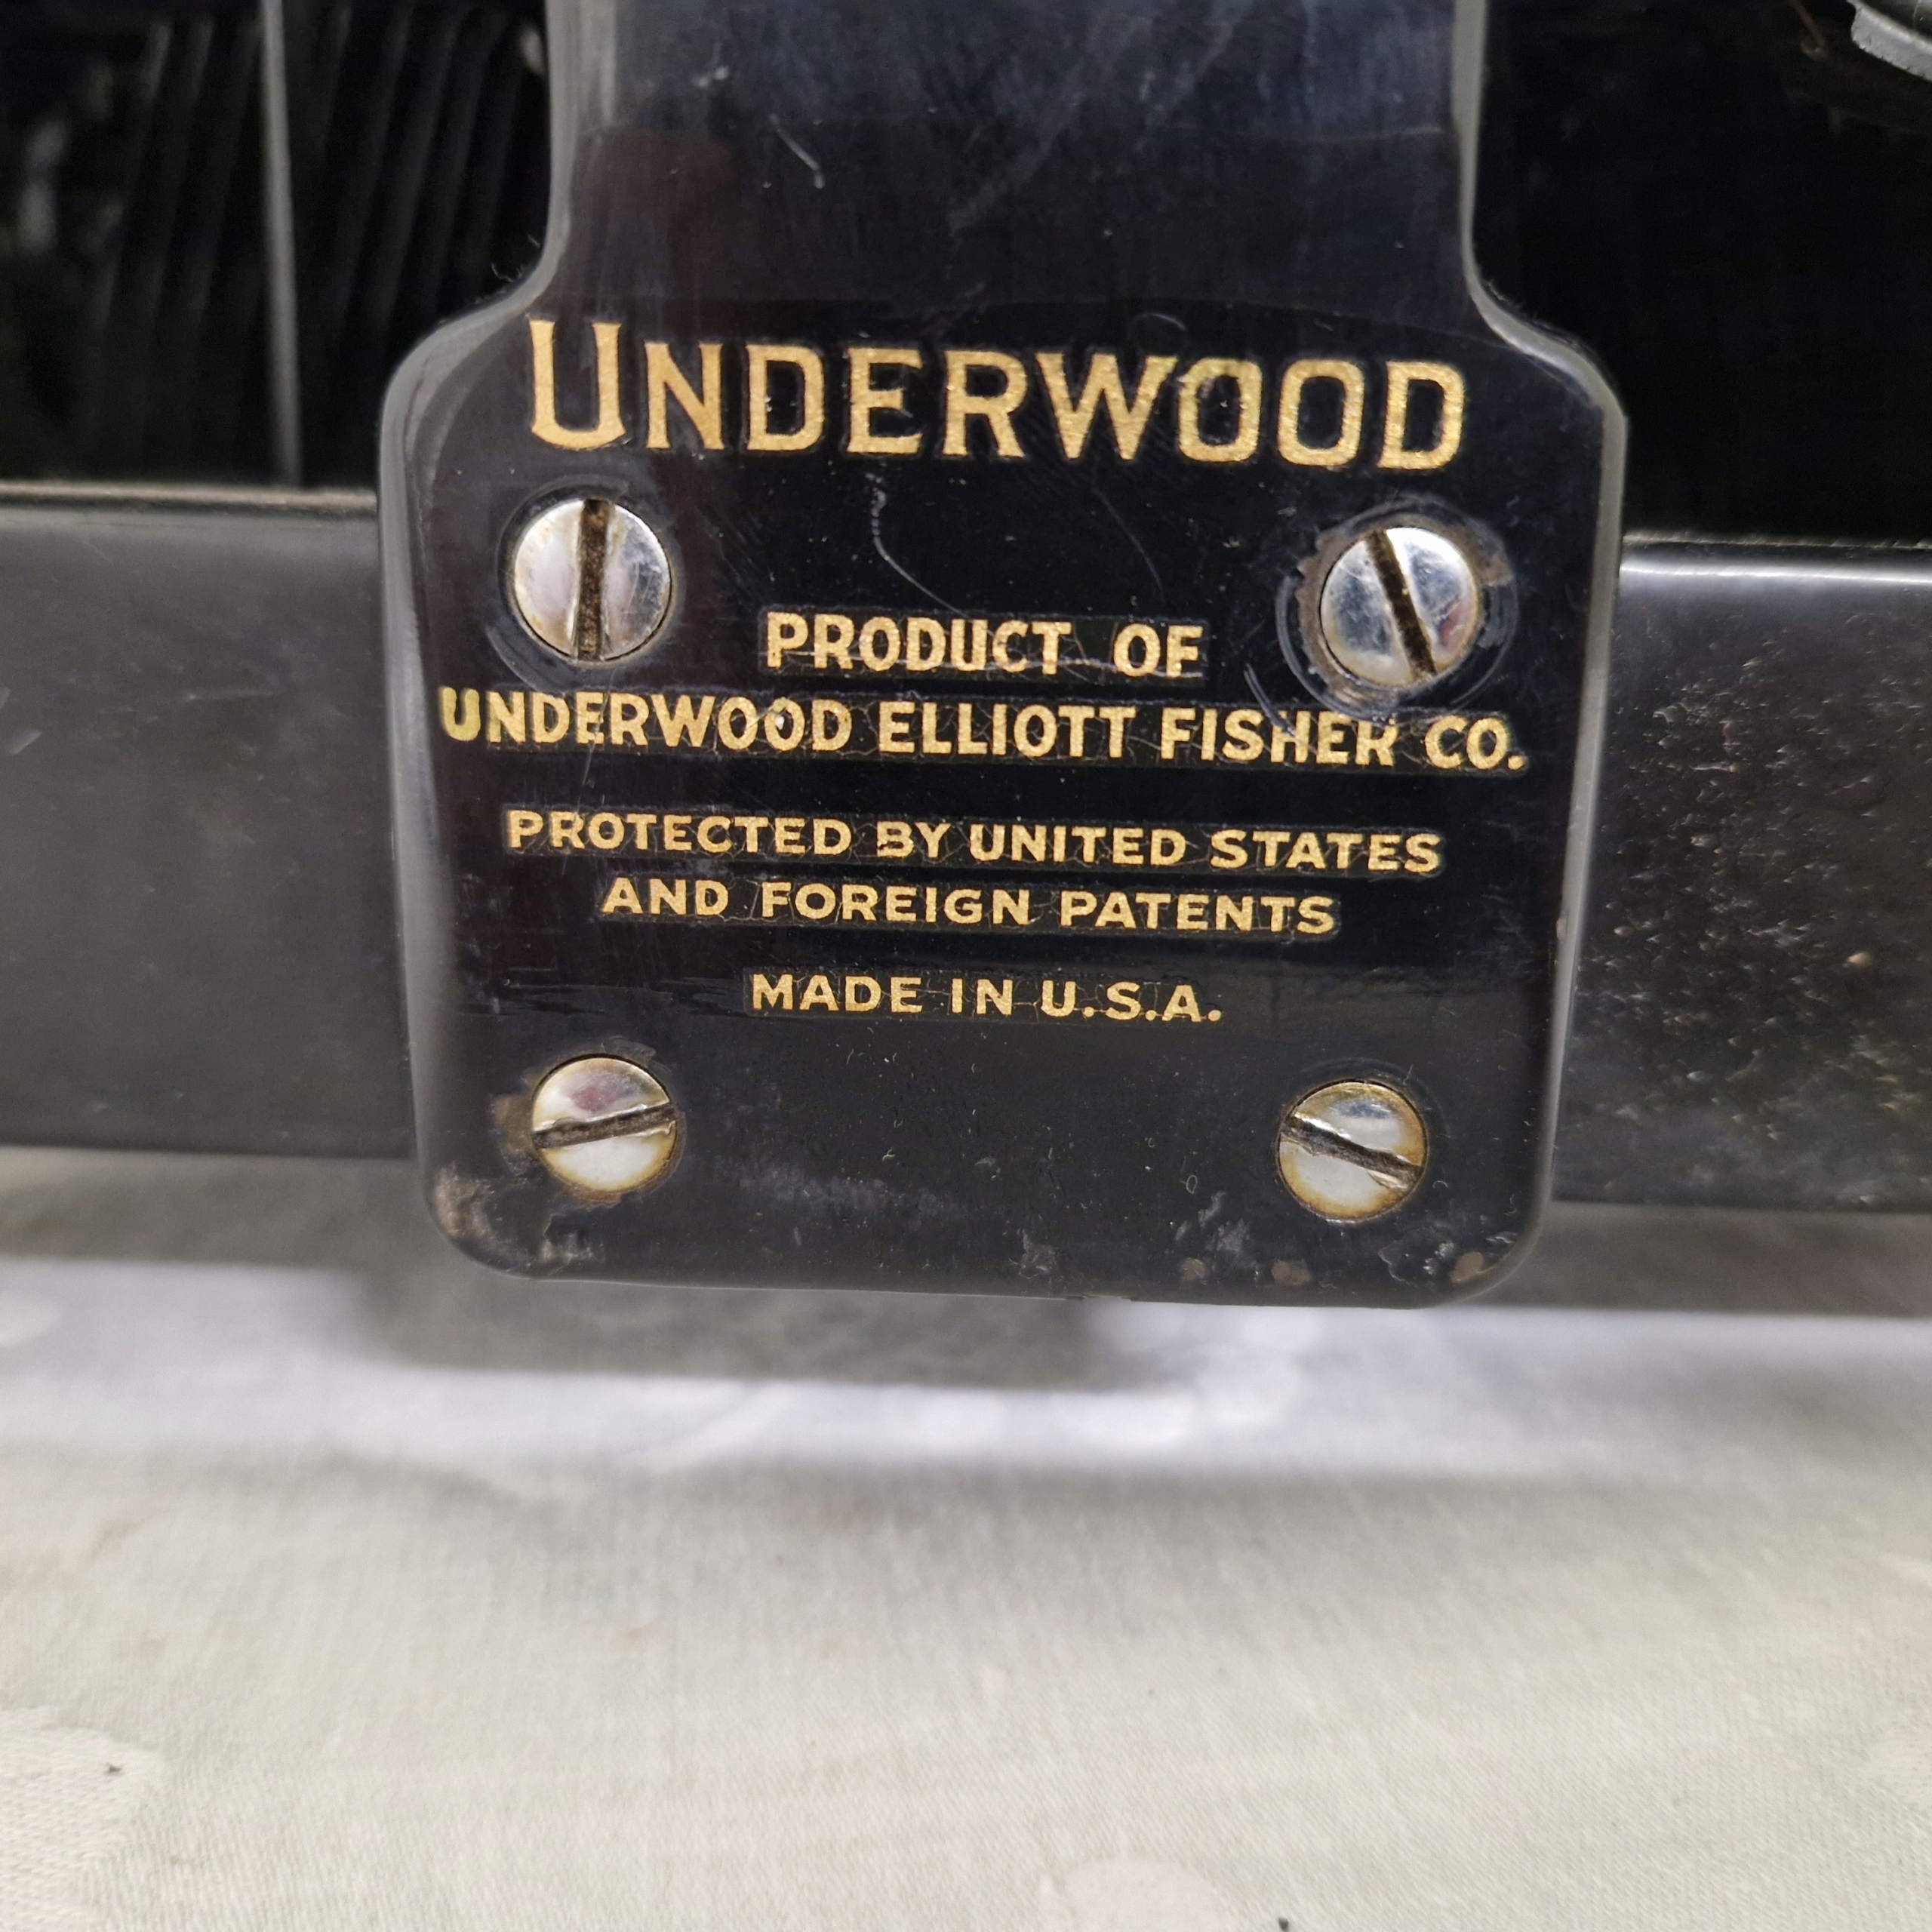 UNDERWOOD
PRODUCT OF
UNDERWOOD ELLIOTT FISHER CO.
PROTECTED BY UNITED STATES
AND FOREIGN PATENTS
MADE IN U.S.A.